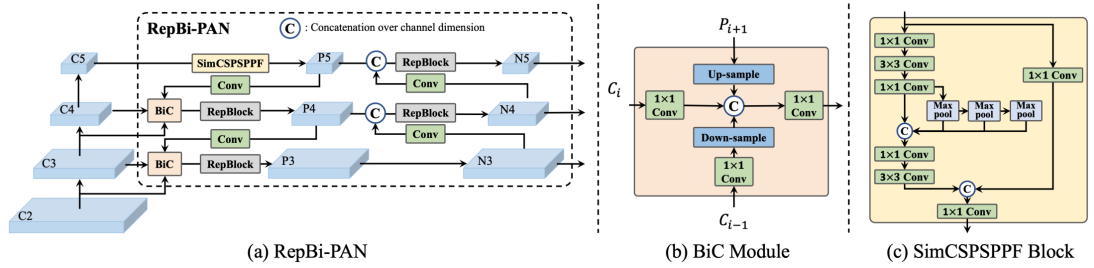 RepBi-PAN
C : Concatenation over channel dimension
C5
SimCSPSPPF
P5
C
RepBlock
N5
Conv
Conv
C4
BiC
RepBlock
P4
C
RepBlock
N4
Conv
Conv
C3
BiC
RepBlock
P3
N3
C2
(a) RepBi-PAN
P_{i+1}
Up-sample
C_i
1×1 Conv
C
1×1 Conv
Down-sample
1×1 Conv
C_{i-1}
(b) BiC Module
1×1 Conv
3×3 Conv
1×1 Conv
1×1 Conv
Max pool
Max pool
Max pool
C
1×1 Conv
3×3 Conv
C
1×1 Conv
(c) SimCSPSPPF Block